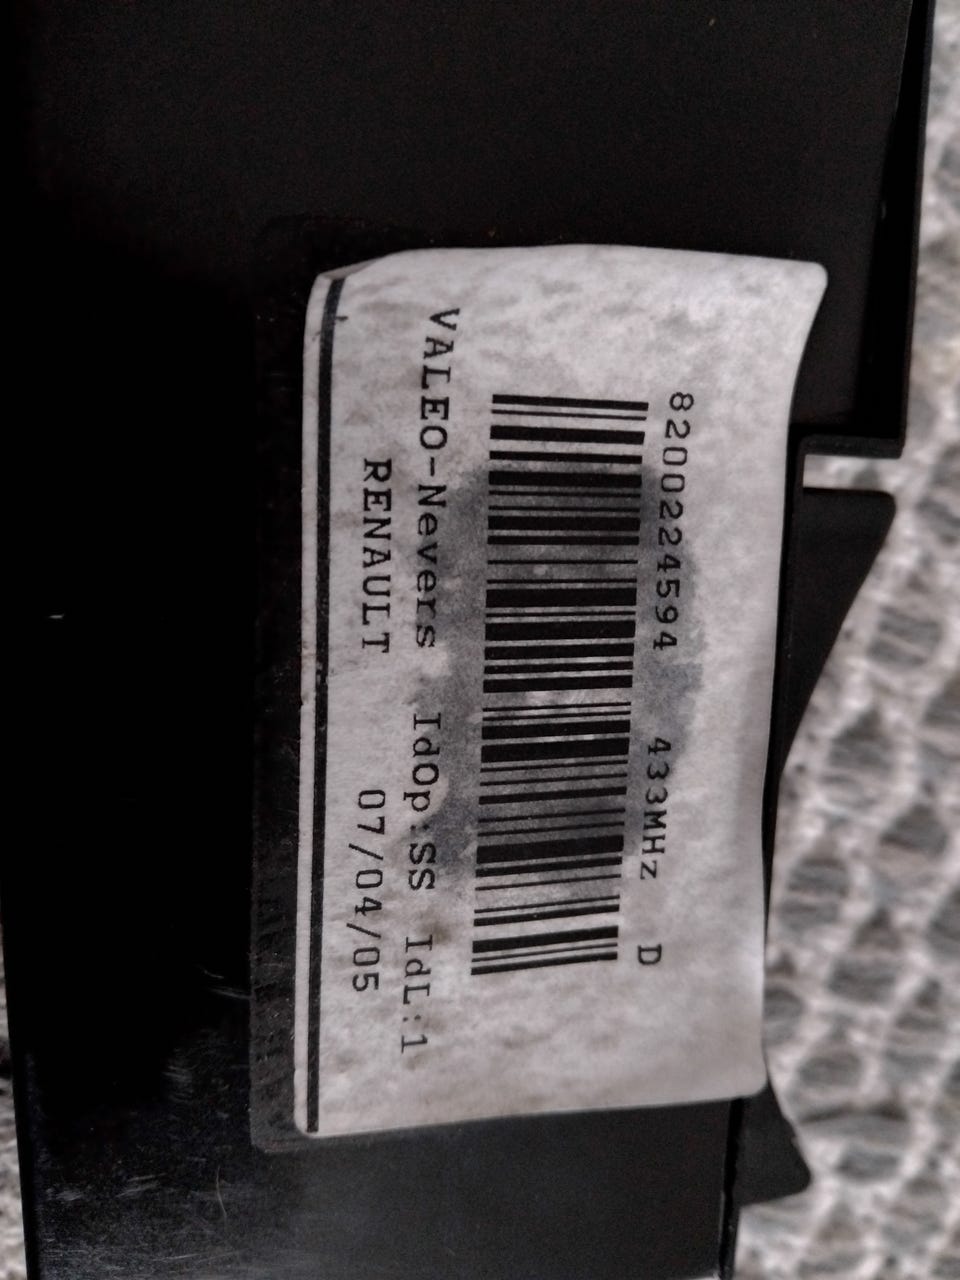 8200224594 433MHz D
VALEO-Nevers IdOp:SS IdL:1
RENAULT 07/04/05